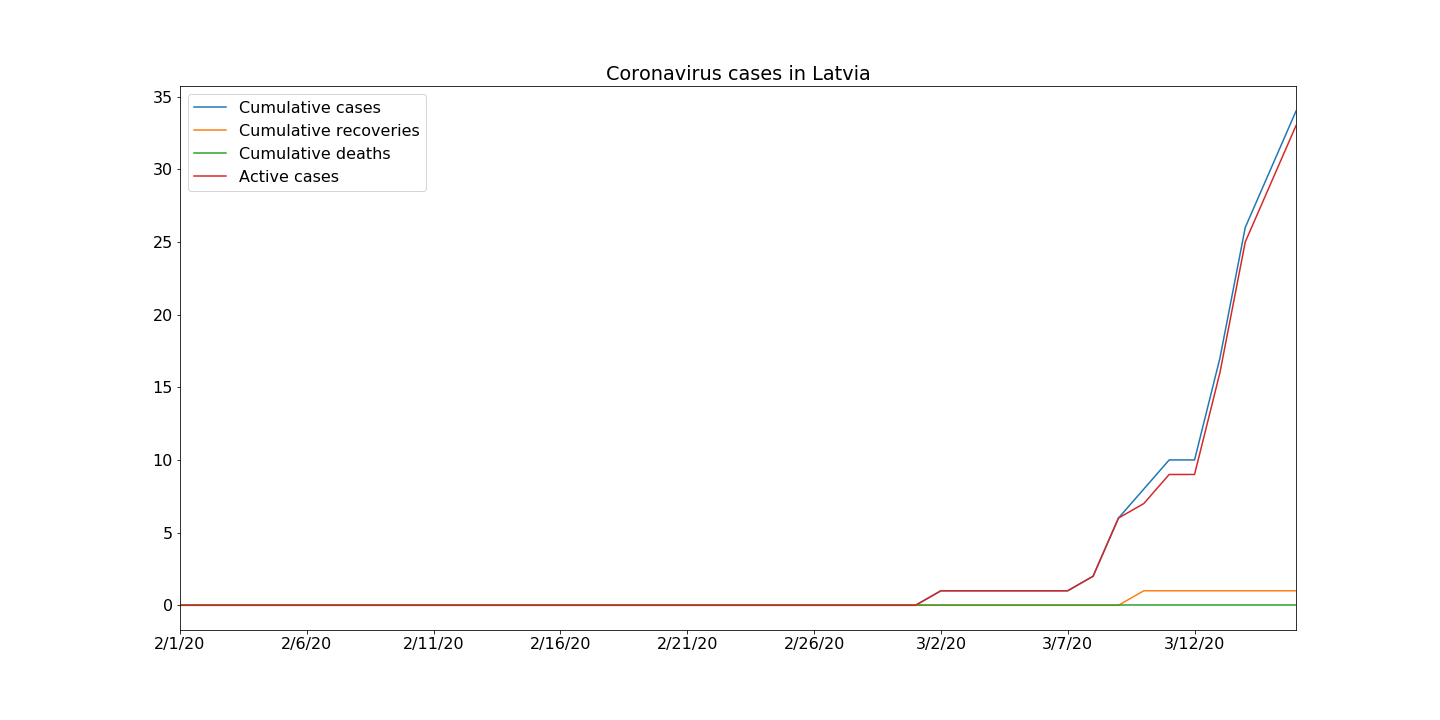 Coronavirus cases in Latvia
35
30
25
20
15
10
5
0
Cumulative cases
Cumulative recoveries
Cumulative deaths
Active cases
2/1/20 2/6/20 2/11/20 2/16/20 2/21/20 2/26/20 3/2/20 3/7/20 3/12/20